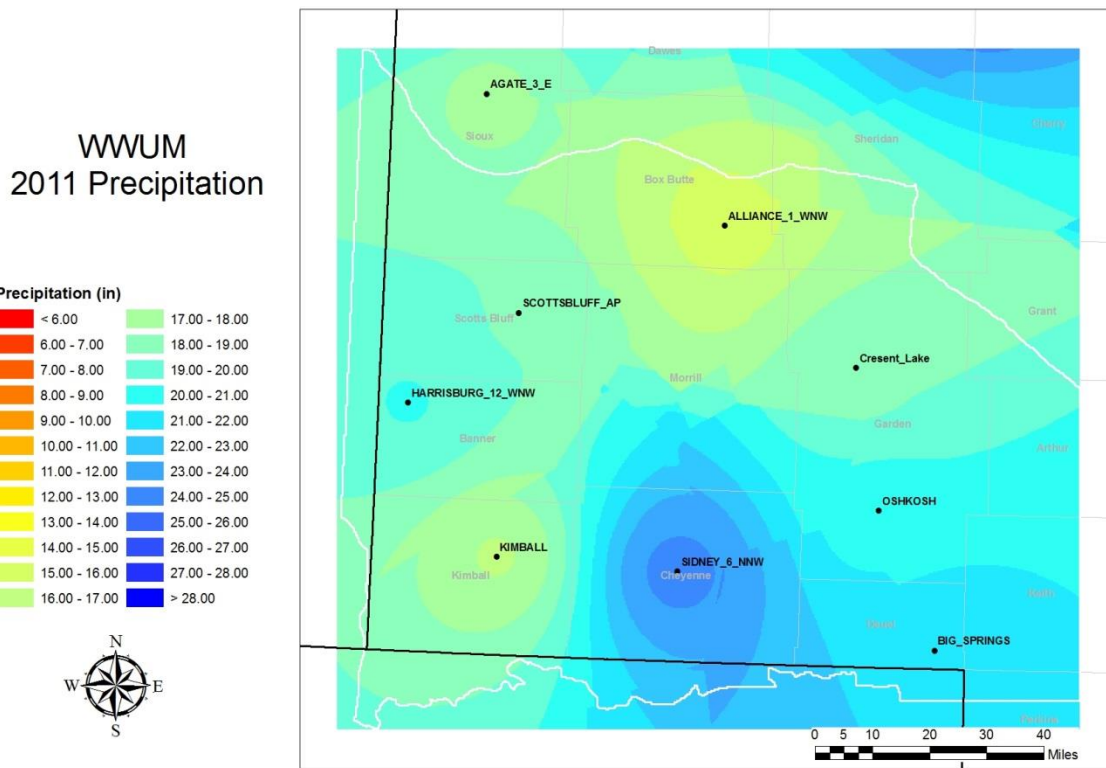 WWUM
2011 Precipitation
Precipitation (in)
< 6.00
6.00 - 7.00
7.00 - 8.00
8.00 - 9.00
9.00 - 10.00
10.00 - 11.00
11.00 - 12.00
12.00 - 13.00
13.00 - 14.00
14.00 - 15.00
15.00 - 16.00
16.00 - 17.00
17.00 - 18.00
18.00 - 19.00
19.00 - 20.00
20.00 - 21.00
21.00 - 22.00
22.00 - 23.00
23.00 - 24.00
24.00 - 25.00
25.00 - 26.00
26.00 - 27.00
27.00 - 28.00
> 28.00
N
W E
S
Dawes
AGATE_3_E
Cherry
Sioux
Sheridan
Box Butte
ALLIANCE_1_WNW
SCOTTSBLUFF_AP
Scotts Bluff
Grant
Cresent_Lake
Morrill
HARRISBURG_12_WNW
Garden
Banner
Arthur
OSHKOSH
KIMBALL
SIDNEY_6_NNW
Kimball
Cheyenne
Keith
Deuel
BIG_SPRINGS
Perkins
0 5 10 20 30 40
Miles